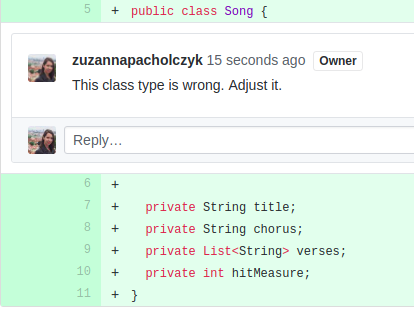 5 + public class Song {
zuzannapacholczyk 15 seconds ago Owner
This class type is wrong. Adjust it.
Reply…
6 +
7 + private String title;
8 + private String chorus;
9 + private List<String> verses;
10 + private int hitMeasure;
11 + }